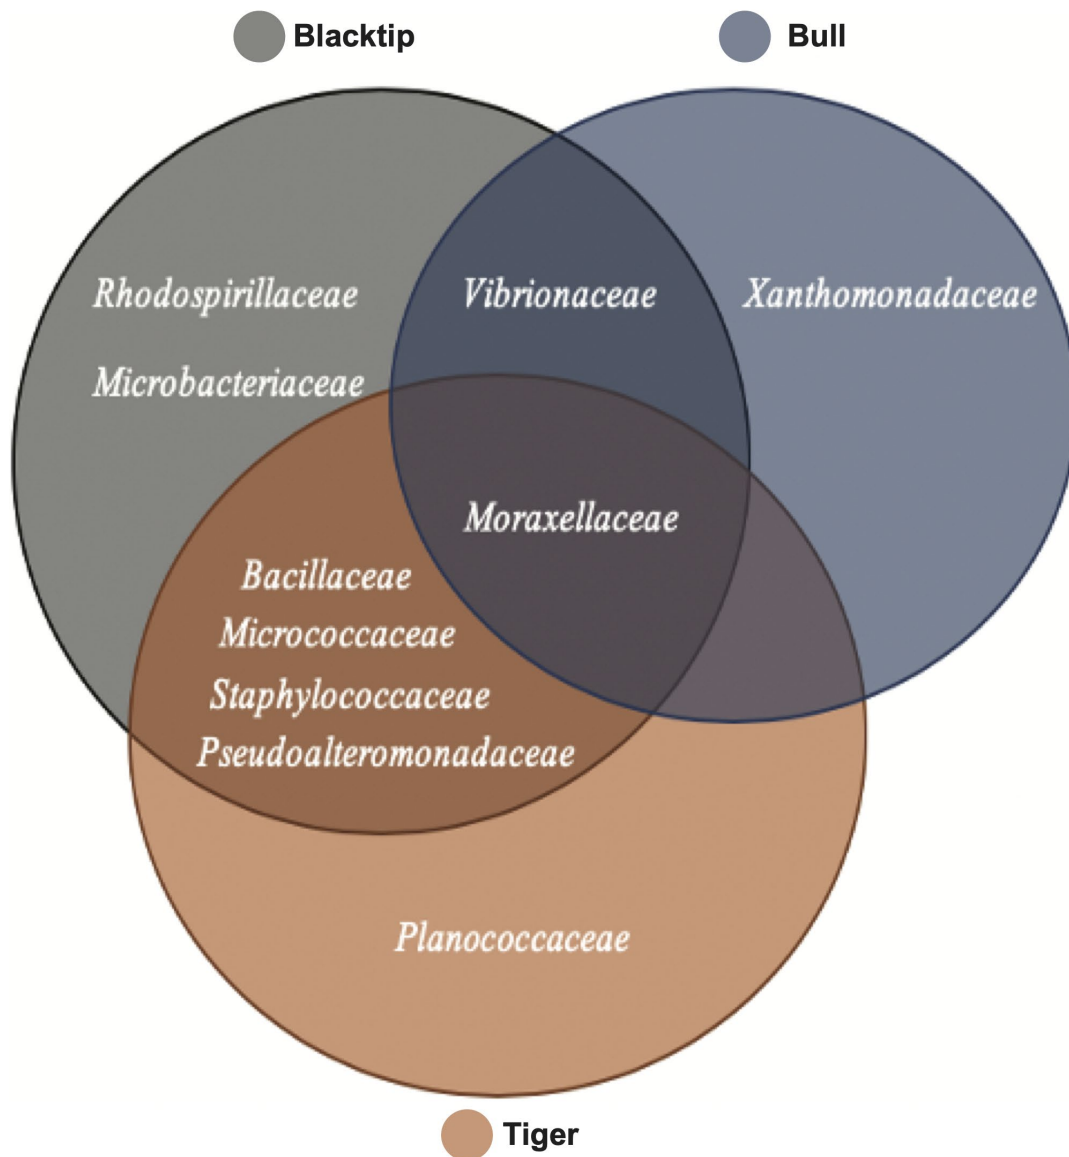 Blacktip
Bull
Rhodospirillaceae
Vibrionaceae
Xanthomonadaceae
Microbacteriaceae
Moraxellaceae
Bacillaceae
Micrococcaceae
Staphylococcaceae
Pseudoalteromonadaceae
Planococcaceae
Tiger